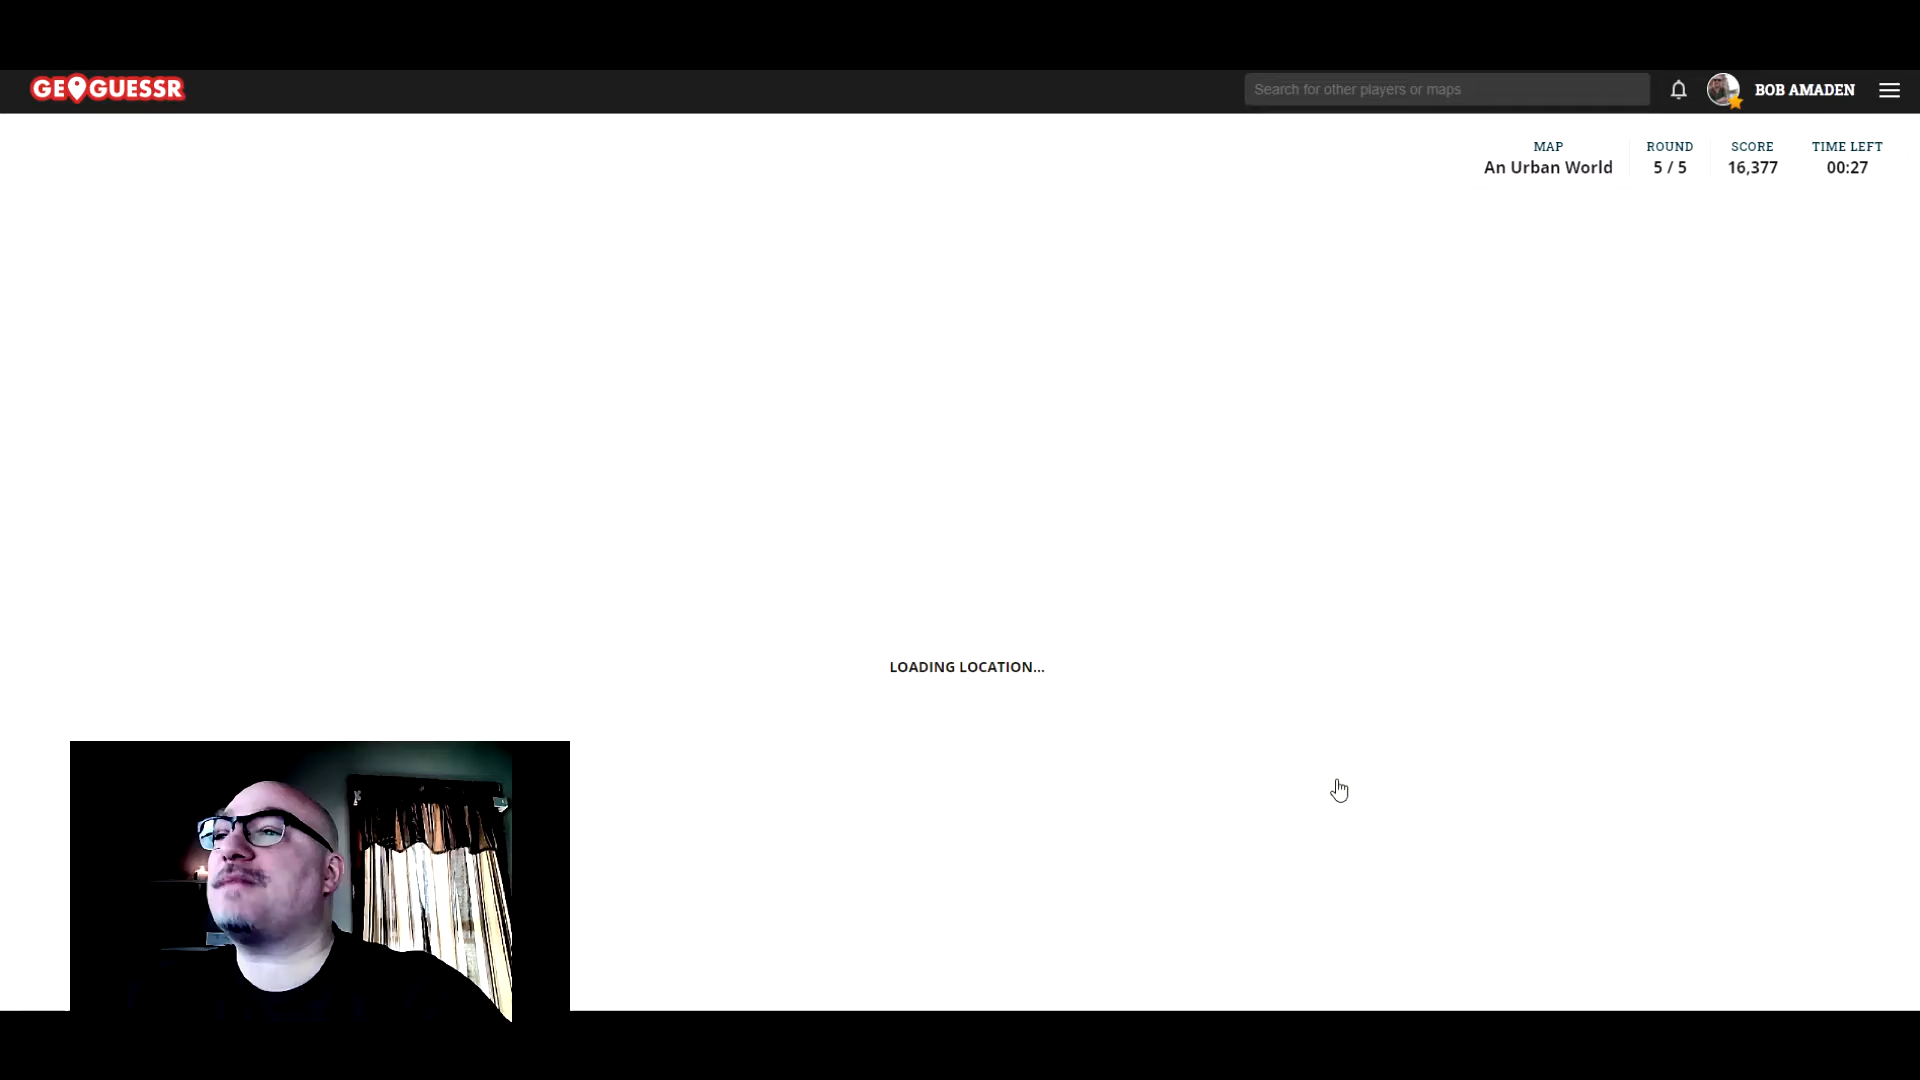 GEOGUESSR
Search for other players or maps
BOB AMADEN
MAP
An Urban World
ROUND
5 / 5
SCORE
16,377
TIME LEFT
00:27
LOADING LOCATION...